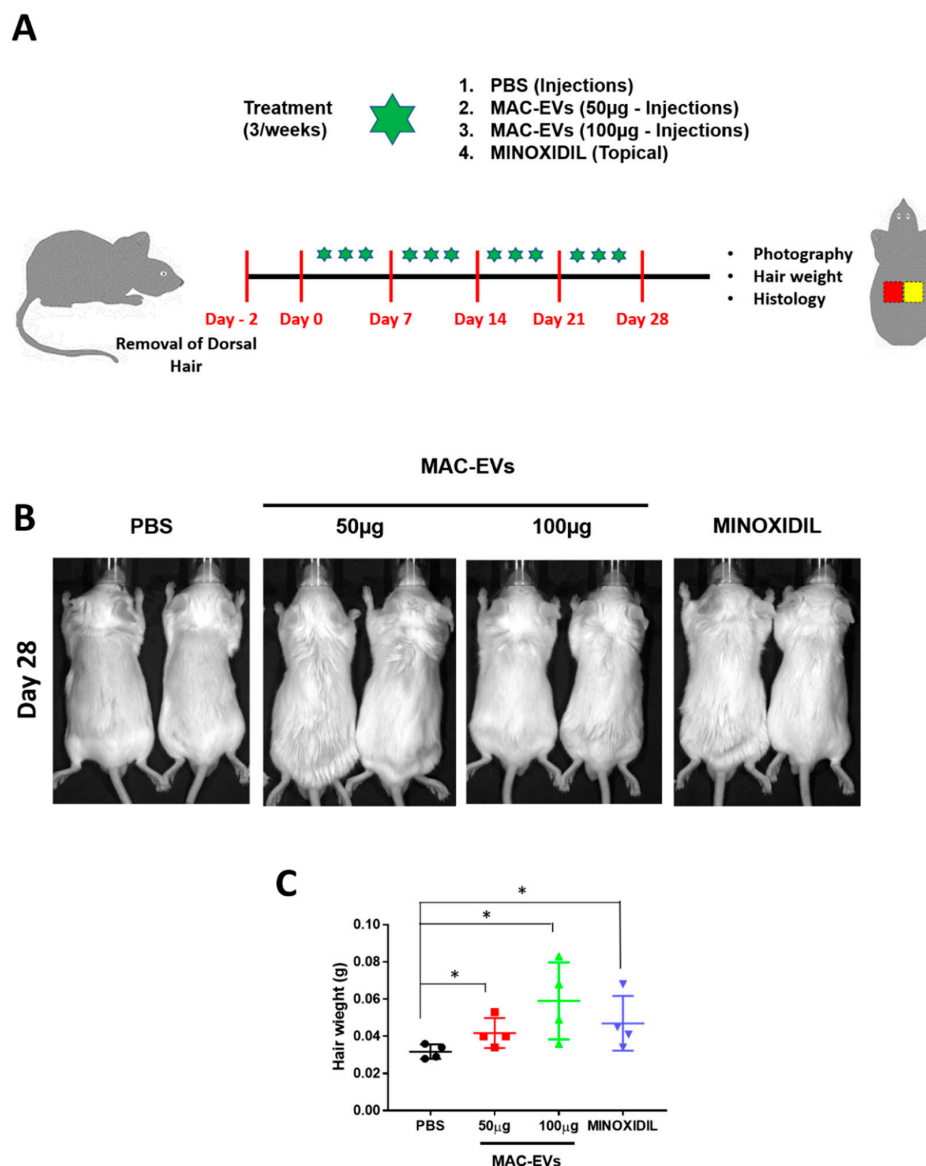 A
Treatment
(3/weeks)
1. PBS (Injections)
2. MAC-EVs (50µg - Injections)
3. MAC-EVs (100µg - Injections)
4. MINOXIDIL (Topical)
Day - 2
Day 0
Day 7
Day 14
Day 21
Day 28
Removal of Dorsal
Hair
• Photography
• Hair weight
• Histology
MAC-EVs
B
PBS
50µg
100µg
MINOXIDIL
Day 28
C
*
*
*
Hair wieght (g)
0.10
0.08
0.06
0.04
0.02
0.00
PBS
50µg
100µg
MINOXIDIL
MAC-EVs